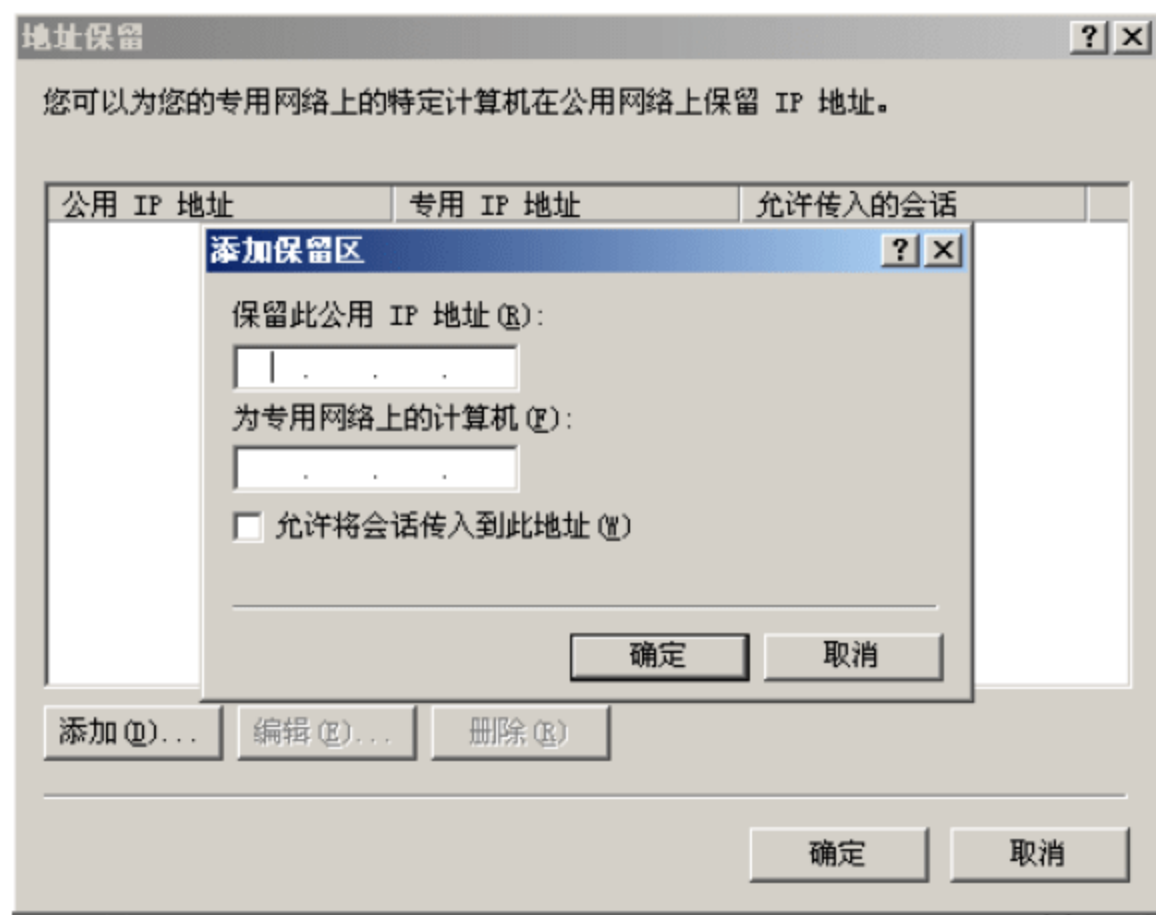 地址保留
您可以为您的专用网络上的特定计算机在公用网络上保留 IP 地址。
公用 IP 地址 专用 IP 地址 允许传入的会话
添加保留区
保留此公用 IP 地址(R):
. . .
为专用网络上的计算机(F):
. . .
允许将会话传入到此地址(W)
确定 取消
添加(D)... 编辑(E)... 删除(R)
确定 取消